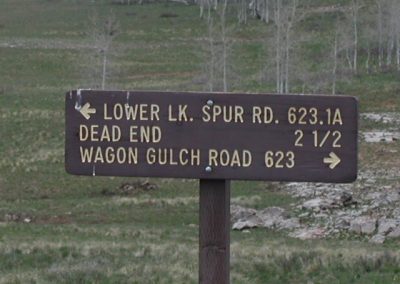 ← LOWER LK. SPUR RD. 623.1A
DEAD END 2 1/2
WAGON GULCH ROAD 623 →